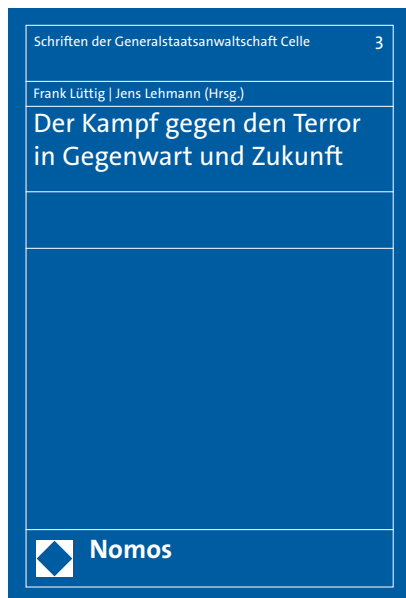 Schriften der Generalstaatsanwaltschaft Celle 3
Frank Lüttig | Jens Lehmann (Hrsg.)
Der Kampf gegen den Terror
in Gegenwart und Zukunft
Nomos